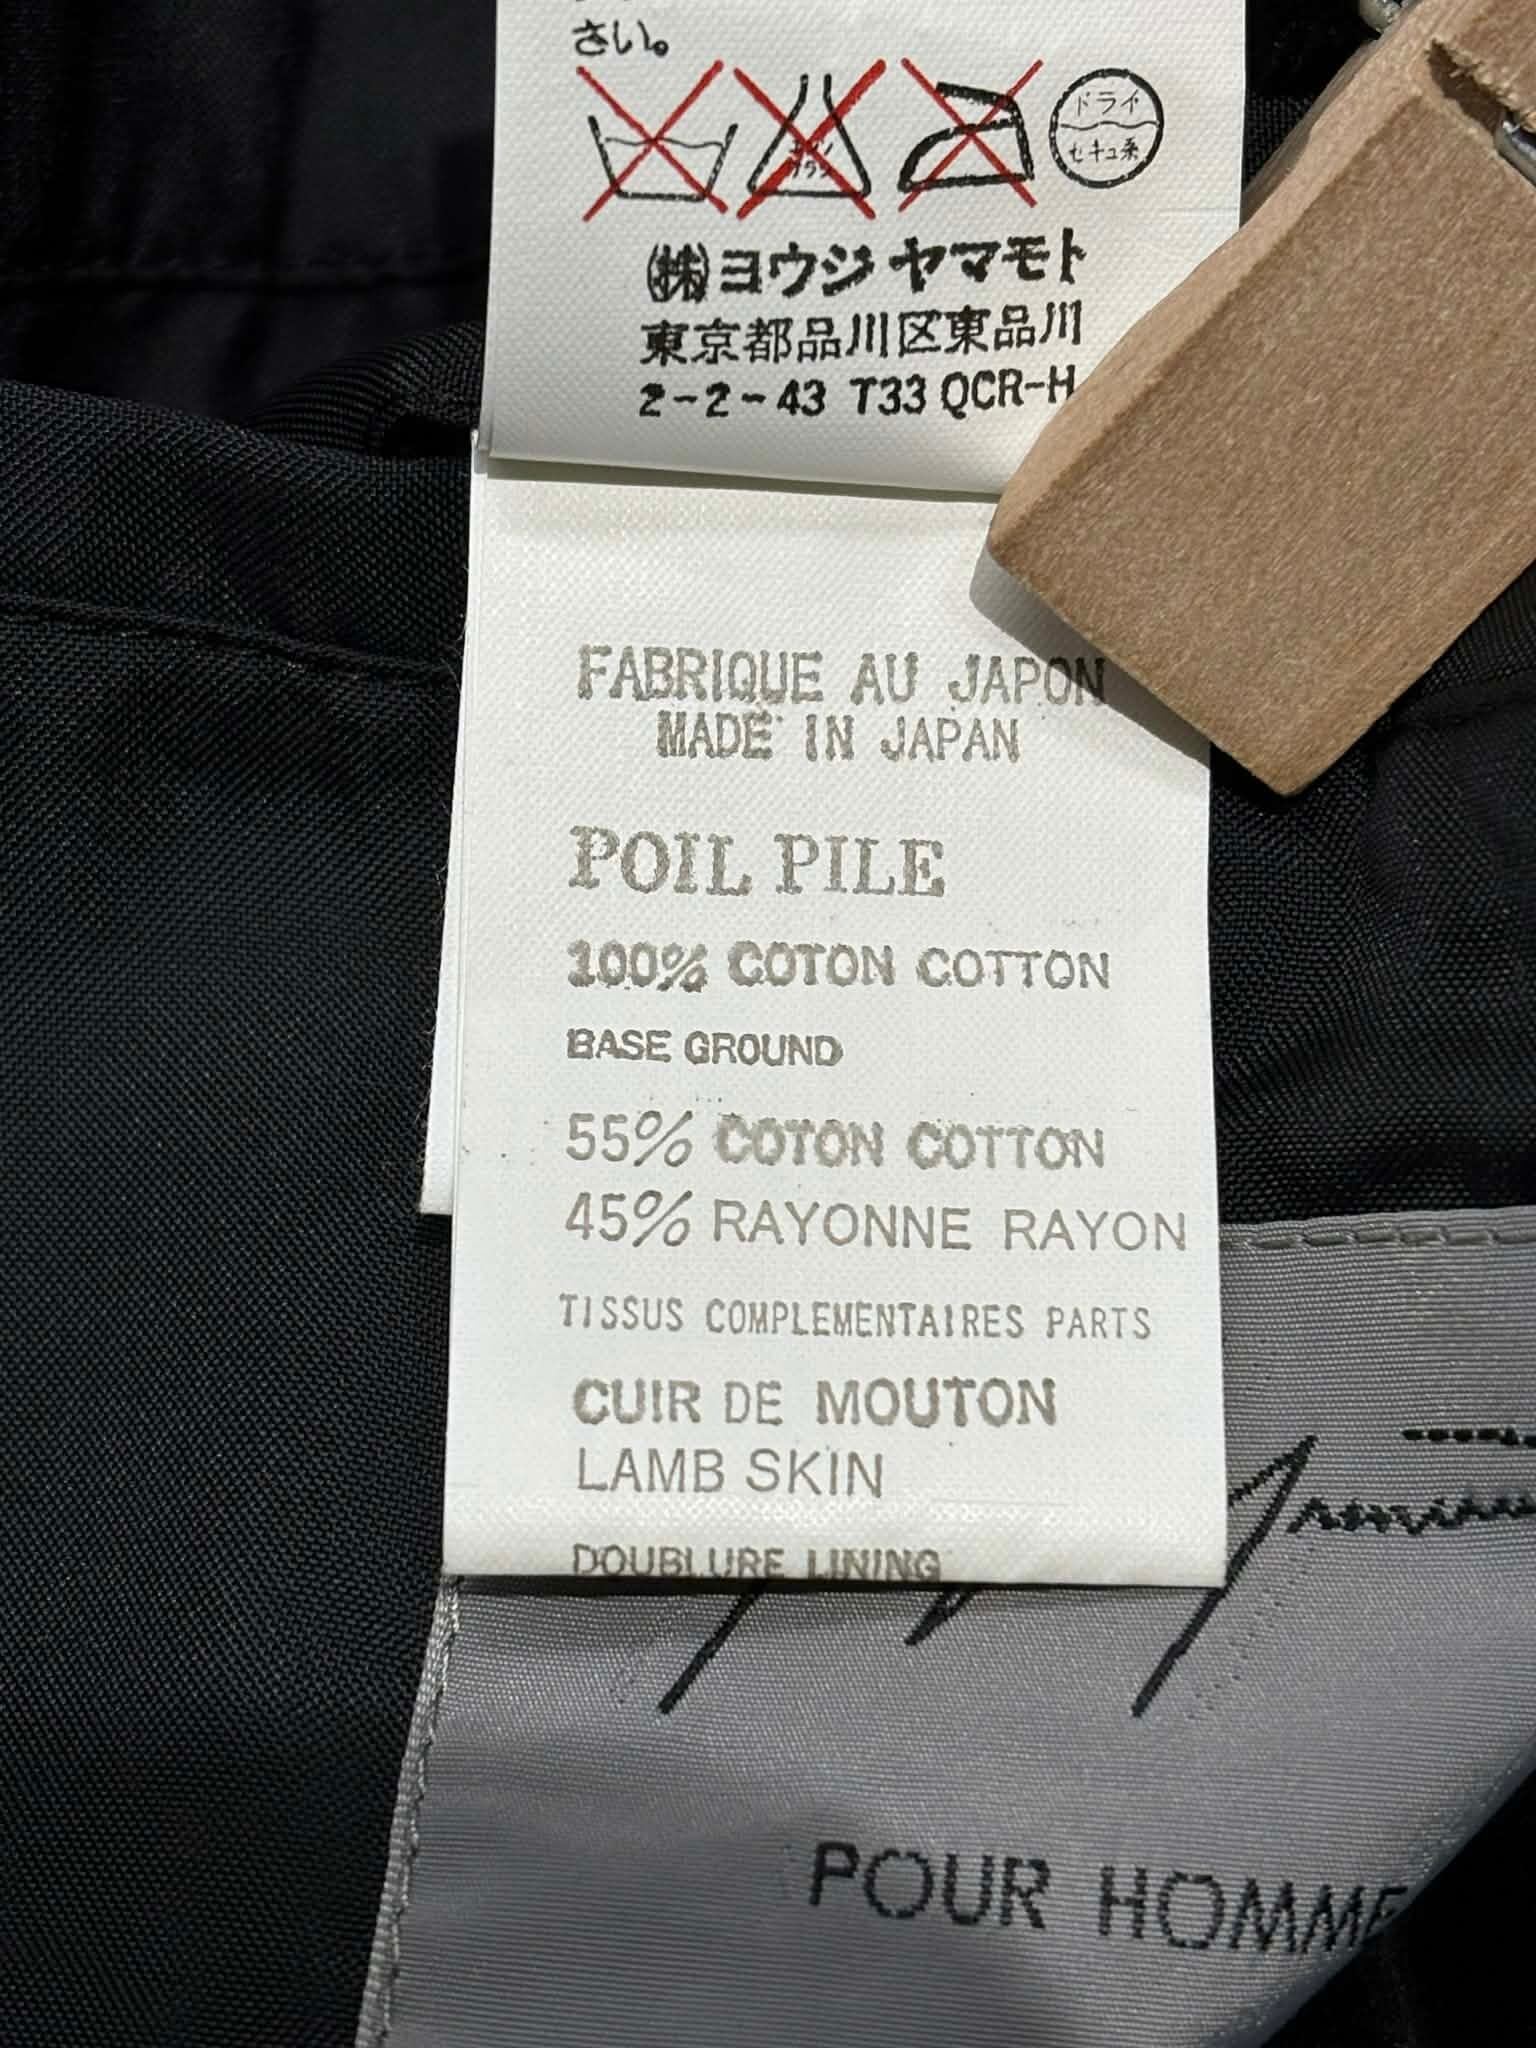 さい。
ドライ
セキュ系
㈱ヨウジヤマモト
東京都品川区東品川
2-2-43 T33 QCR-H
FABRIQUE AU JAPON
MADE IN JAPAN
POIL PILE
100% COTON COTTON
BASE GROUND
55% COTON COTTON
45% RAYONNE RAYON
TISSUS COMPLEMENTAIRES PARTS
CUIR DE MOUTON
LAMB SKIN
DOUBLURE LINING
POUR HOMME